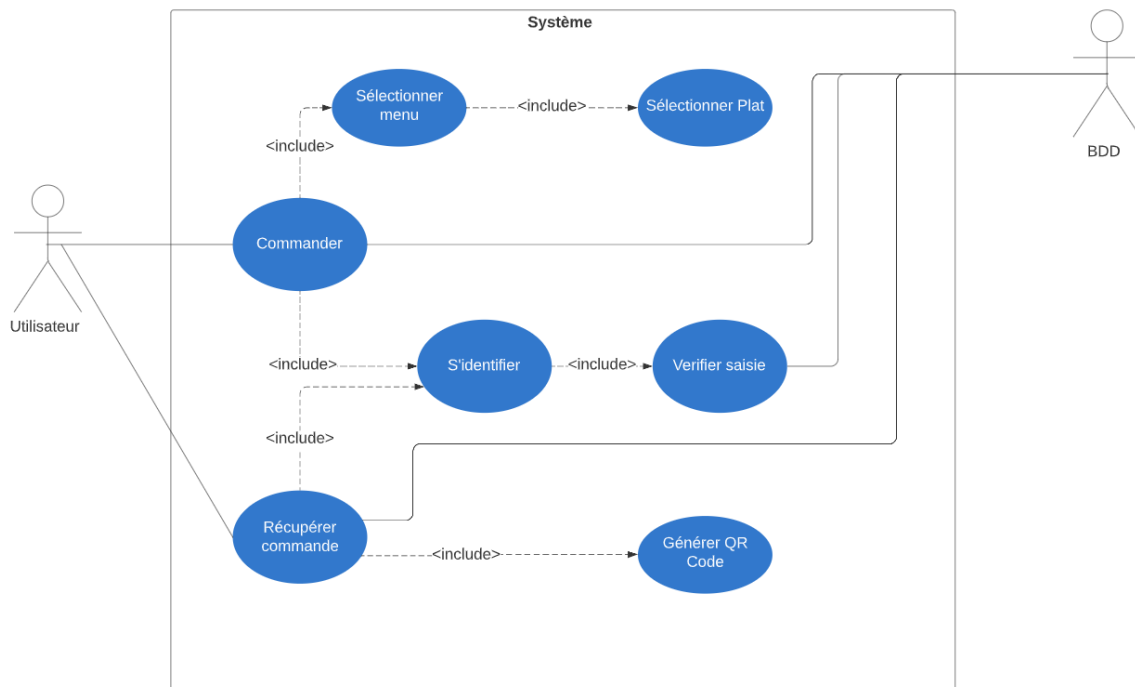 Système
Sélectionner
menu
<include>
Sélectionner Plat
BDD
<include>
Commander
Utilisateur
<include>
S'identifier
<include>
Verifier saisie
<include>
Récupérer
commande
<include>
Générer QR
Code